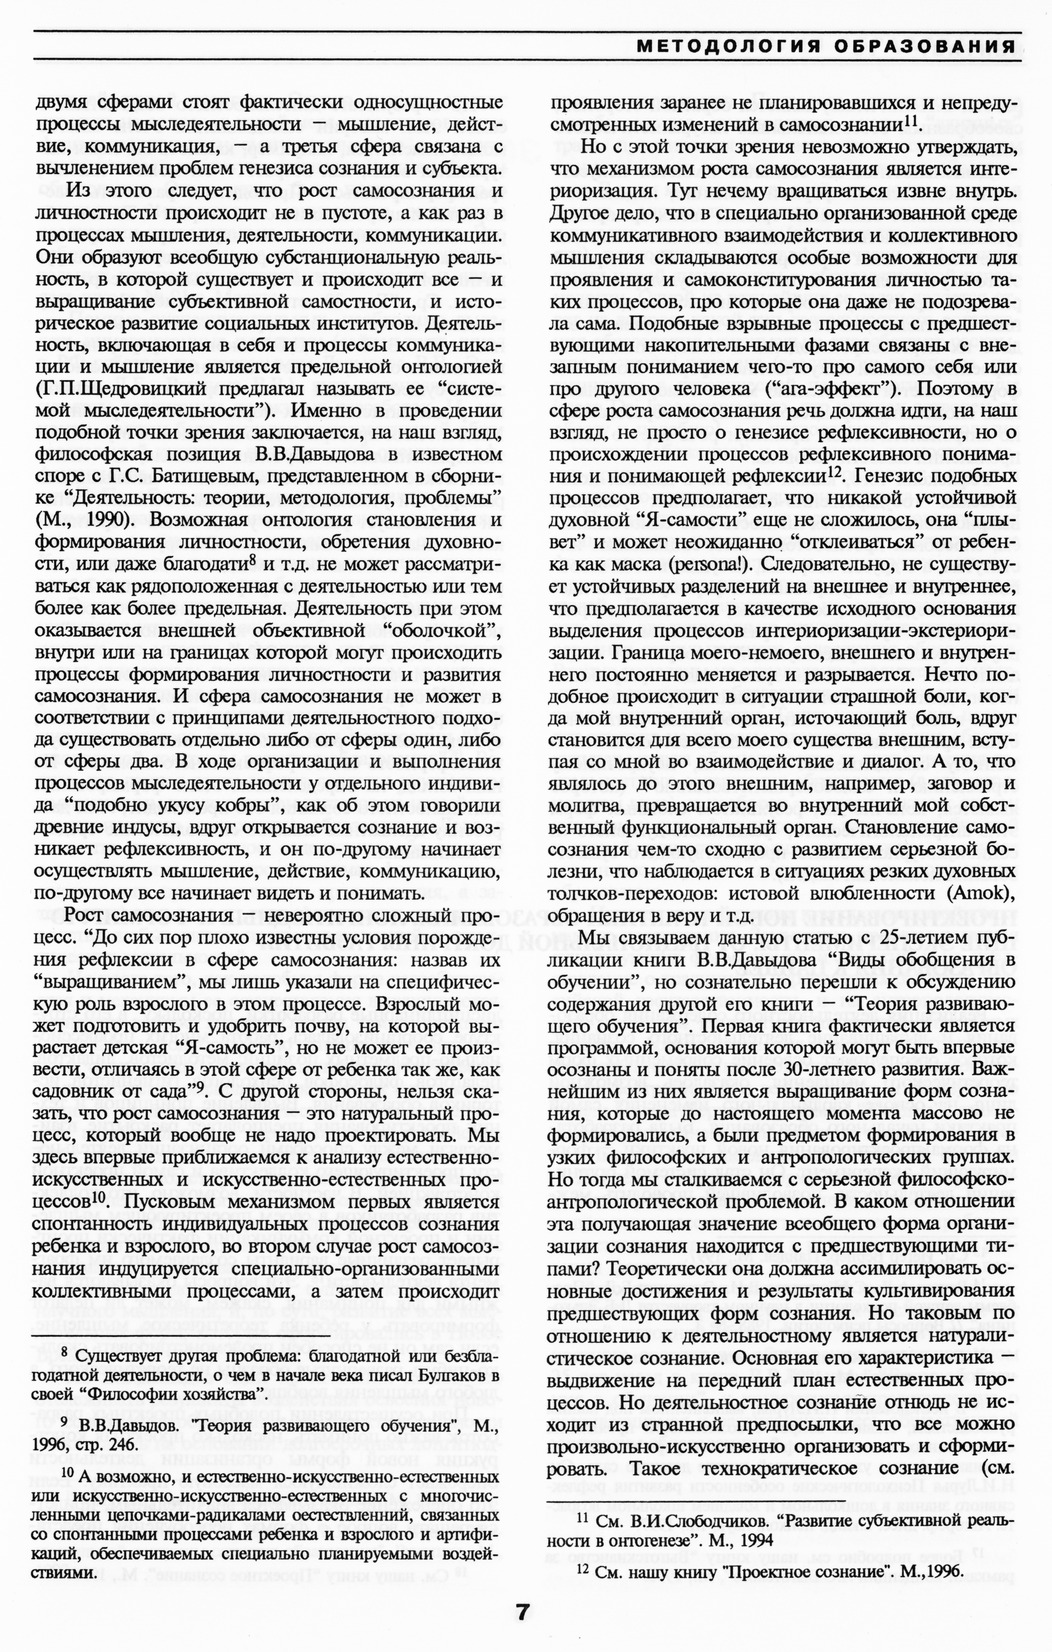 МЕТОДОЛОГИЯ ОБРАЗОВАНИЯ
двумя сферами стоят фактически односущностные
процессы мыследеятельности — мышление, дейст-
вие, коммуникация, — а третья сфера связана с
вычленением проблем генезиса сознания и субъекта.
Из этого следует, что рост самосознания и
личностности происходит не в пустоте, а как раз в
процессах мышления, деятельности, коммуникации.
Они образуют всеобщую субстанциональную реаль-
ность, в которой существует и происходит все — и
выращивание субъективной самостности, и исто-
рическое развитие социальных институтов. Деятель-
ность, включающая в себя и процессы коммуника-
ции и мышление является предельной онтологией
(Г.П.Щедровицкий предлагал называть ее “систе-
мой мыследеятельности”). Именно в проведении
подобной точки зрения заключается, на наш взгляд,
философская позиция В.В.Давыдова в известном
споре с Г.С. Батищевым, представленном в сборни-
ке “Деятельность: теории, методология, проблемы”
(М., 1990). Возможная онтология становления и
формирования личностности, обретения духовно-
сти, или даже благодати⁸ и т.д. не может рассматри-
ваться как рядоположенная с деятельностью или тем
более как более предельная. Деятельность при этом
оказывается внешней объективной “оболочкой”,
внутри или на границах которой могут происходить
процессы формирования личностности и развития
самосознания. И сфера самосознания не может в
соответствии с принципами деятельностного подхо-
да существовать отдельно либо от сферы один, либо
от сферы два. В ходе организации и выполнения
процессов мыследеятельности у отдельного индиви-
да “подобно укусу кобры”, как об этом говорили
древние индусы, вдруг открывается сознание и воз-
никает рефлексивность, и он по-другому начинает
осуществлять мышление, действие, коммуникацию,
по-другому все начинает видеть и понимать.
Рост самосознания — невероятно сложный про-
цесс. “До сих пор плохо известны условия порожде-
ния рефлексии в сфере самосознания: назвав их
“выращиванием”, мы лишь указали на специфичес-
кую роль взрослого в этом процессе. Взрослый мо-
жет подготовить и удобрить почву, на которой вы-
растает детская “Я-самость”, но не может ее произ-
вести, отличаясь в этой сфере от ребенка так же, как
садовник от сада”⁹. С другой стороны, нельзя ска-
зать, что рост самосознания — это натуральный про-
цесс, который вообще не надо проектировать. Мы
здесь впервые приближаемся к анализу естественно-
искусственных и искусственно-естественных про-
цессов¹⁰. Пусковым механизмом первых является
спонтанность индивидуальных процессов сознания
ребенка и взрослого, во втором случае рост самосоз-
нания индуцируется специально-организованными
коллективными процессами, а затем происходит
⁸ Существует другая проблема: благодатной или безбла-
годатной деятельности, о чем в начале века писал Булгаков в
своей “Философии хозяйства”.
⁹ В.В.Давыдов. "Теория развивающего обучения", М.,
1996, стр. 246.
¹⁰ А возможно, и естественно-искусственно-естественных
или искусственно-искусственно-естественных с многочис-
ленными цепочками-радикалами оестествлений, связанных
со спонтанными процессами ребенка и взрослого и артифи-
каций, обеспечиваемых специально планируемыми воздей-
ствиями.
проявления заранее не планировавшихся и непреду-
смотренных изменений в самосознании¹¹.
Но с этой точки зрения невозможно утверждать,
что механизмом роста самосознания является инте-
риоризация. Тут нечему вращиваться извне внутрь.
Другое дело, что в специально организованной среде
коммуникативного взаимодействия и коллективного
мышления складываются особые возможности для
проявления и самоконституирования личностью та-
ких процессов, про которые она даже не подозрева-
ла сама. Подобные взрывные процессы с предшест-
вующими накопительными фазами связаны с вне-
запным пониманием чего-то про самого себя или
про другого человека (“ага-эффект”). Поэтому в
сфере роста самосознания речь должна идти, на наш
взгляд, не просто о генезисе рефлексивности, но о
происхождении процессов рефлексивного понима-
ния и понимающей рефлексии¹². Генезис подобных
процессов предполагает, что никакой устойчивой
духовной “Я-самости” еще не сложилось, она “плы-
вет” и может неожиданно “отклеиваться” от ребен-
ка как маска (persona!). Следовательно, не существу-
ет устойчивых разделений на внешнее и внутреннее,
что предполагается в качестве исходного основания
выделения процессов интериоризации-экстериори-
зации. Граница моего-немоего, внешнего и внутрен-
него постоянно меняется и разрывается. Нечто по-
добное происходит в ситуации страшной боли, ког-
да мой внутренний орган, источающий боль, вдруг
становится для всего моего существа внешним, всту-
пая со мной во взаимодействие и диалог. А то, что
являлось до этого внешним, например, заговор и
молитва, превращается во внутренний мой собст-
венный функциональный орган. Становление само-
сознания чем-то сходно с развитием серьезной бо-
лезни, что наблюдается в ситуациях резких духовных
толчков-переходов: истовой влюбленности (Amok),
обращения в веру и т.д.
Мы связываем данную статью с 25-летием пуб-
ликации книги В.В.Давыдова “Виды обобщения в
обучении”, но сознательно перешли к обсуждению
содержания другой его книги — “Теория развиваю-
щего обучения”. Первая книга фактически является
программой, основания которой могут быть впервые
осознаны и поняты после 30-летнего развития. Важ-
нейшим из них является выращивание форм созна-
ния, которые до настоящего момента массово не
формировались, а были предметом формирования в
узких философских и антропологических группах.
Но тогда мы сталкиваемся с серьезной философско-
антропологической проблемой. В каком отношении
эта получающая значение всеобщего форма органи-
зации сознания находится с предшествующими ти-
пами? Теоретически она должна ассимилировать ос-
новные достижения и результаты культивирования
предшествующих форм сознания. Но таковым по
отношению к деятельностному является натурали-
стическое сознание. Основная его характеристика —
выдвижение на передний план естественных про-
цессов. Но деятельностное сознание отнюдь не ис-
ходит из странной предпосылки, что все можно
произвольно-искусственно организовать и сформи-
ровать. Такое технократическое сознание (см.
¹¹ См. В.И.Слободчиков. “Развитие субъективной реаль-
ности в онтогенезе”. М., 1994
¹² См. нашу книгу "Проектное сознание". М.,1996.
7